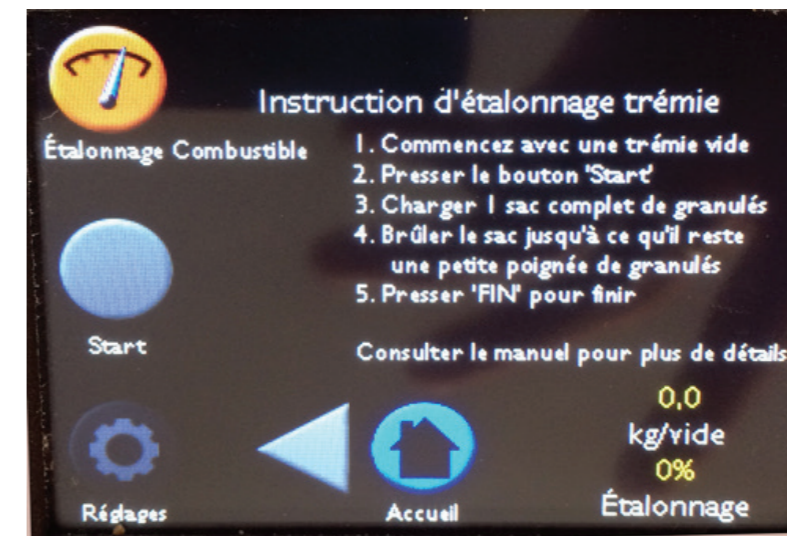 Instruction d'étalonnage trémie
Étalonnage Combustible
1. Commencez avec une trémie vide
2. Presser le bouton 'Start'
3. Charger 1 sac complet de granulés
4. Brûler le sac jusqu'à ce qu'il reste
une petite poignée de granulés
5. Presser 'FIN' pour finir
Start
Consulter le manuel pour plus de détails
0,0
kg/vide
0%
Étalonnage
Réglages
Accueil